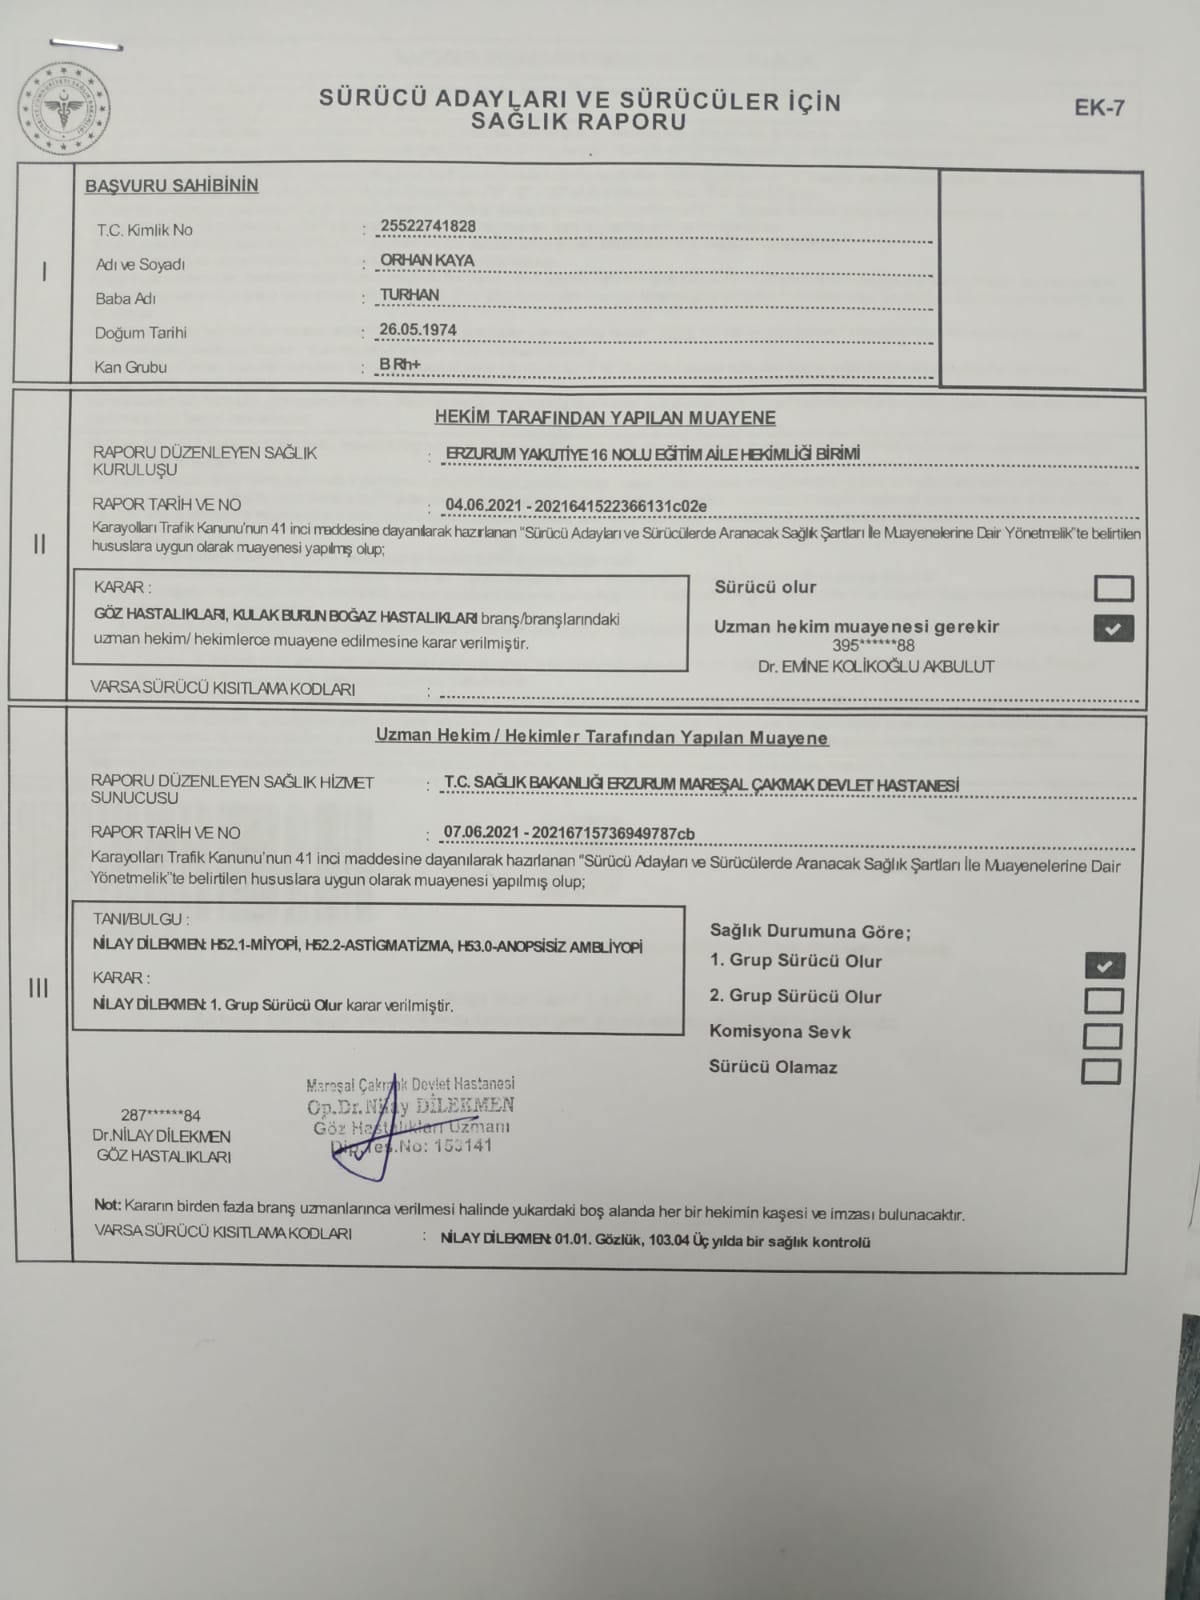 SÜRÜCÜ ADAYLARI VE SÜRÜCÜLER İÇİN
SAĞLIK RAPORU
EK-7
I
BAŞVURU SAHİBİNİN
T.C. Kimlik No : 25522741828
Adı ve Soyadı : ORHAN KAYA
Baba Adı : TURHAN
Doğum Tarihi : 26.05.1974
Kan Grubu : B Rh+
II
HEKİM TARAFINDAN YAPILAN MUAYENE
RAPORU DÜZENLEYEN SAĞLIK
KURULUŞU : ERZURUM YAKUTİYE 16 NOLU EĞİTİM AİLE HEKİMLİĞİ BİRİMİ
RAPOR TARİH VE NO : 04.06.2021 - 2021641522366131c02e
Karayolları Trafik Kanunu'nun 41 inci maddesine dayanılarak hazırlanan "Sürücü Adayları ve Sürücülerde Aranacak Sağlık Şartları İle Muayenelerine Dair Yönetmelik"te belirtilen
hususlara uygun olarak muayenesi yapılmış olup;
KARAR :
GÖZ HASTALIKLARI, KULAK BURUN BOĞAZ HASTALIKLARI branş/branşlarındaki
uzman hekim/ hekimlerce muayene edilmesine karar verilmiştir.
Sürücü olur
Uzman hekim muayenesi gerekir
395******88
Dr. EMİNE KOLİKOĞLU AKBULUT
VARSA SÜRÜCÜ KISITLAMA KODLARI :
III
Uzman Hekim / Hekimler Tarafından Yapılan Muayene
RAPORU DÜZENLEYEN SAĞLIK HİZMET
SUNUCUSU : T.C. SAĞLIK BAKANLIĞI ERZURUM MAREŞAL ÇAKMAK DEVLET HASTANESİ
RAPOR TARİH VE NO : 07.06.2021 - 20216715736949787cb
Karayolları Trafik Kanunu'nun 41 inci maddesine dayanılarak hazırlanan "Sürücü Adayları ve Sürücülerde Aranacak Sağlık Şartları İle Muayenelerine Dair
Yönetmelik"te belirtilen hususlara uygun olarak muayenesi yapılmış olup;
TANI/BULGU :
NİLAY DİLEKMEN: H52.1-MİYOPİ, H52.2-ASTİGMATİZMA, H53.0-ANOPSİSİZ AMBLİYOPİ
KARAR :
NİLAY DİLEKMEN: 1. Grup Sürücü Olur karar verilmiştir.
Sağlık Durumuna Göre;
1. Grup Sürücü Olur
2. Grup Sürücü Olur
Komisyona Sevk
Sürücü Olamaz
287******84
Dr.NİLAY DİLEKMEN
GÖZ HASTALIKLARI
Mareşal Çakmak Devlet Hastanesi
Op.Dr.Nilay DİLEKMEN
Göz Hastalıkları Uzmanı
Dip.Tes.No: 153141
Not: Kararın birden fazla branş uzmanlarınca verilmesi halinde yukardaki boş alanda her bir hekimin kaşesi ve imzası bulunacaktır.
VARSA SÜRÜCÜ KISITLAMA KODLARI : NİLAY DİLEKMEN: 01.01. Gözlük, 103.04 Üç yılda bir sağlık kontrolü